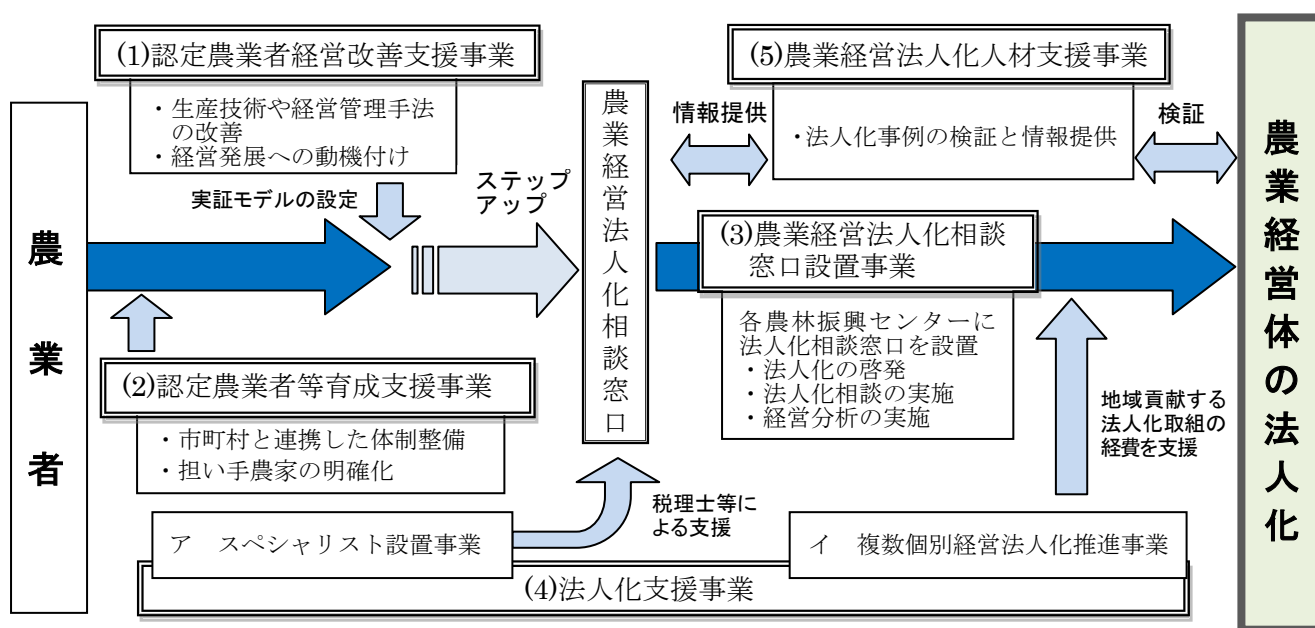 農業者
(1)認定農業者経営改善支援事業
・生産技術や経営管理手法
の改善
・経営発展への動機付け
実証モデルの設定
(2)認定農業者等育成支援事業
・市町村と連携した体制整備
・担い手農家の明確化
ステップ
アップ
農業経営法人化相談窓口
情報提供
(5)農業経営法人化人材支援事業
・法人化事例の検証と情報提供
検証
(3)農業経営法人化相談
窓口設置事業
各農林振興センターに
法人化相談窓口を設置
・法人化の啓発
・法人化相談の実施
・経営分析の実施
地域貢献する
法人化取組の
経費を支援
税理士等に
よる支援
ア　スペシャリスト設置事業
イ　複数個別経営法人化推進事業
(4)法人化支援事業
農業経営体の法人化